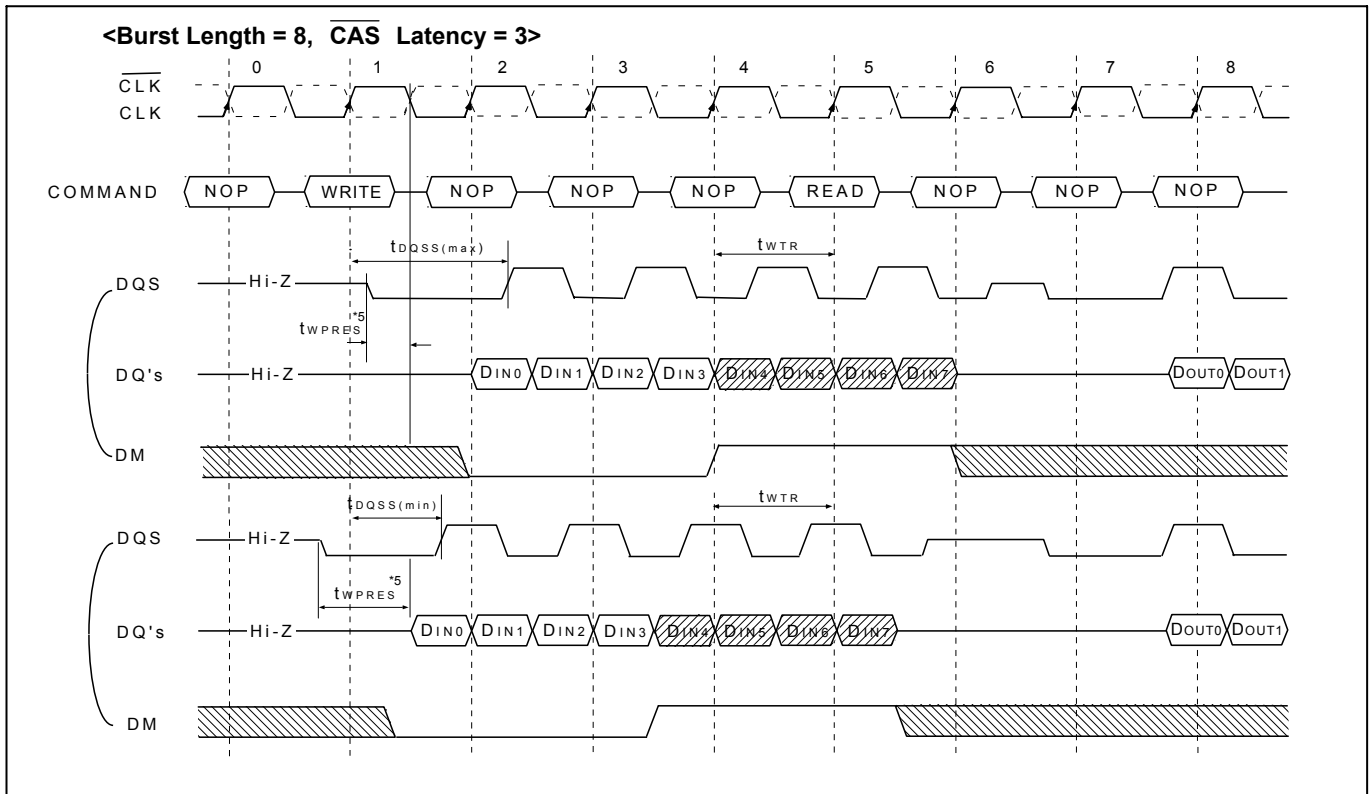 <Burst Length = 8, CAS Latency = 3>
0 1 2 3 4 5 6 7 8
CLK
CLK
COMMAND NOP WRITE NOP NOP NOP READ NOP NOP NOP
tDQSS(max) tWTR
DQS Hi-Z
tWPRES*5
DQ's Hi-Z DIN0 DIN1 DIN2 DIN3 DIN4 DIN5 DIN6 DIN7 DOUT0 DOUT1
DM
tDQSS(min) tWTR
DQS Hi-Z
tWPRES*5
DQ's Hi-Z DIN0 DIN1 DIN2 DIN3 DIN4 DIN5 DIN6 DIN7 DOUT0 DOUT1
DM